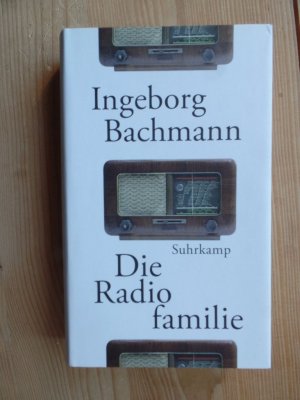 Ingeborg
Bachmann
Suhrkamp
Die
Radio
familie